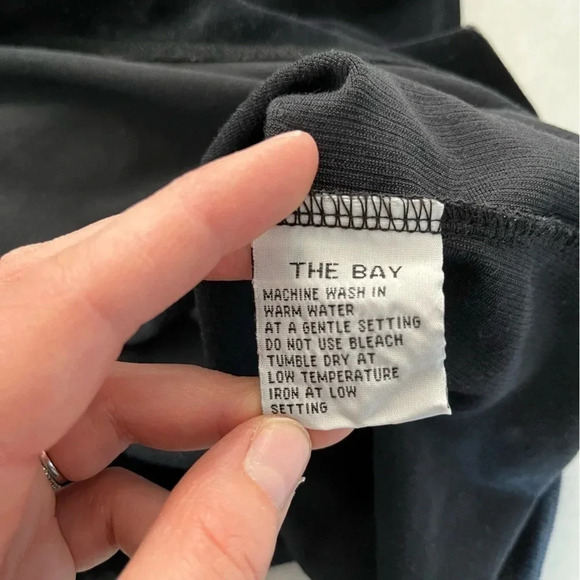 THE BAY
MACHINE WASH IN
WARM WATER
AT A GENTLE SETTING
DO NOT USE BLEACH
TUMBLE DRY AT
LOW TEMPERATURE
IRON AT LOW
SETTING